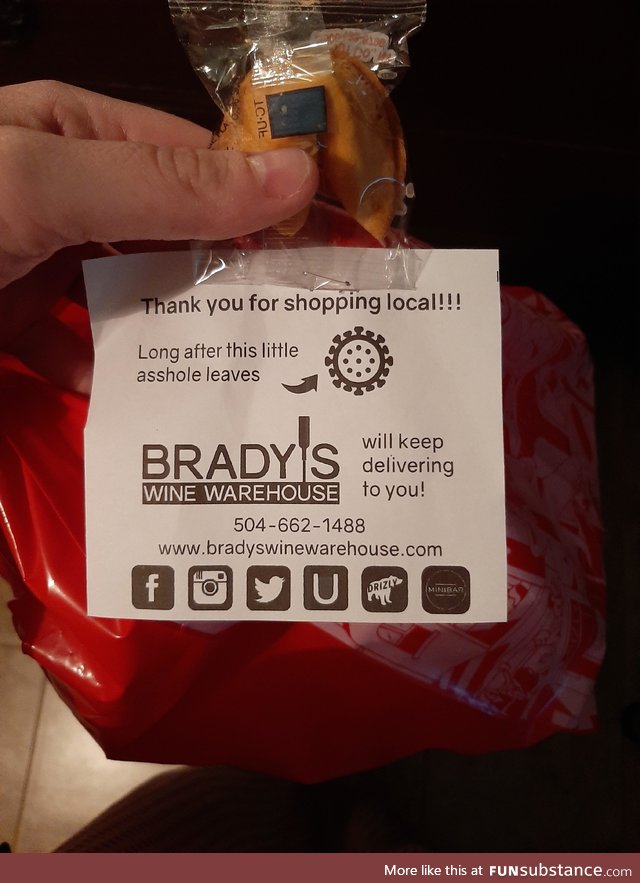 Thank you for shopping local!!!
Long after this little
asshole leaves
BRADY'S
WINE WAREHOUSE
will keep
delivering
to you!
504-662-1488
www.bradyswinewarehouse.com
f
U
DRIZLY
MINIBAR
More like this at FUNsubstance.com